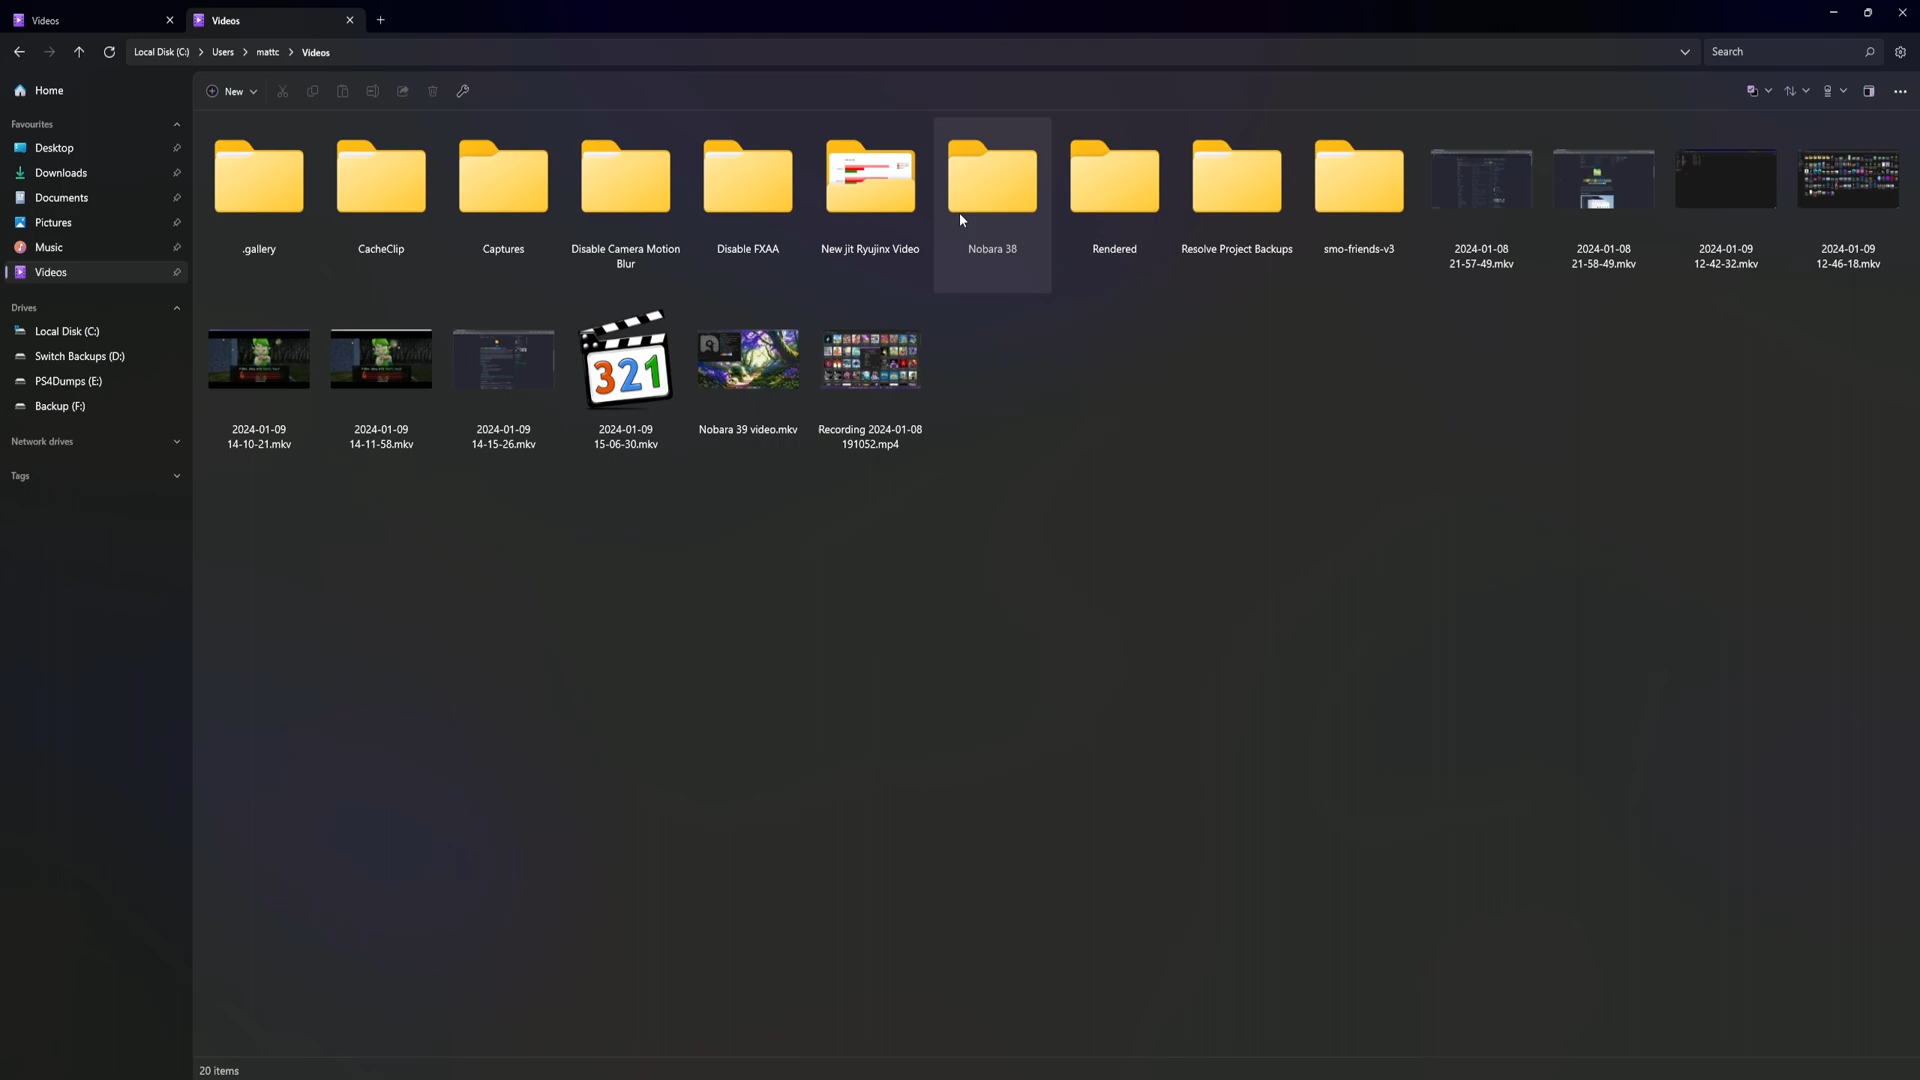 Videos
Videos
Local Disk (C:) > Users > mattc > Videos
Search
Home
New
Favourites
Desktop
Downloads
Documents
Pictures
Music
Videos
Drives
Local Disk (C:)
Switch Backups (D:)
PS4Dumps (E:)
Backup (F:)
Network drives
Tags
.gallery
CacheClip
Captures
Disable Camera Motion
Blur
Disable FXAA
New jit Ryujinx Video
Nobara 38
Rendered
Resolve Project Backups
smo-friends-v3
2024-01-08
21-57-49.mkv
2024-01-08
21-58-49.mkv
2024-01-09
12-42-32.mkv
2024-01-09
12-46-18.mkv
2024-01-09
14-10-21.mkv
2024-01-09
14-11-58.mkv
2024-01-09
14-15-26.mkv
321
2024-01-09
15-06-30.mkv
Nobara 39 video.mkv
Recording 2024-01-08
191052.mp4
20 items